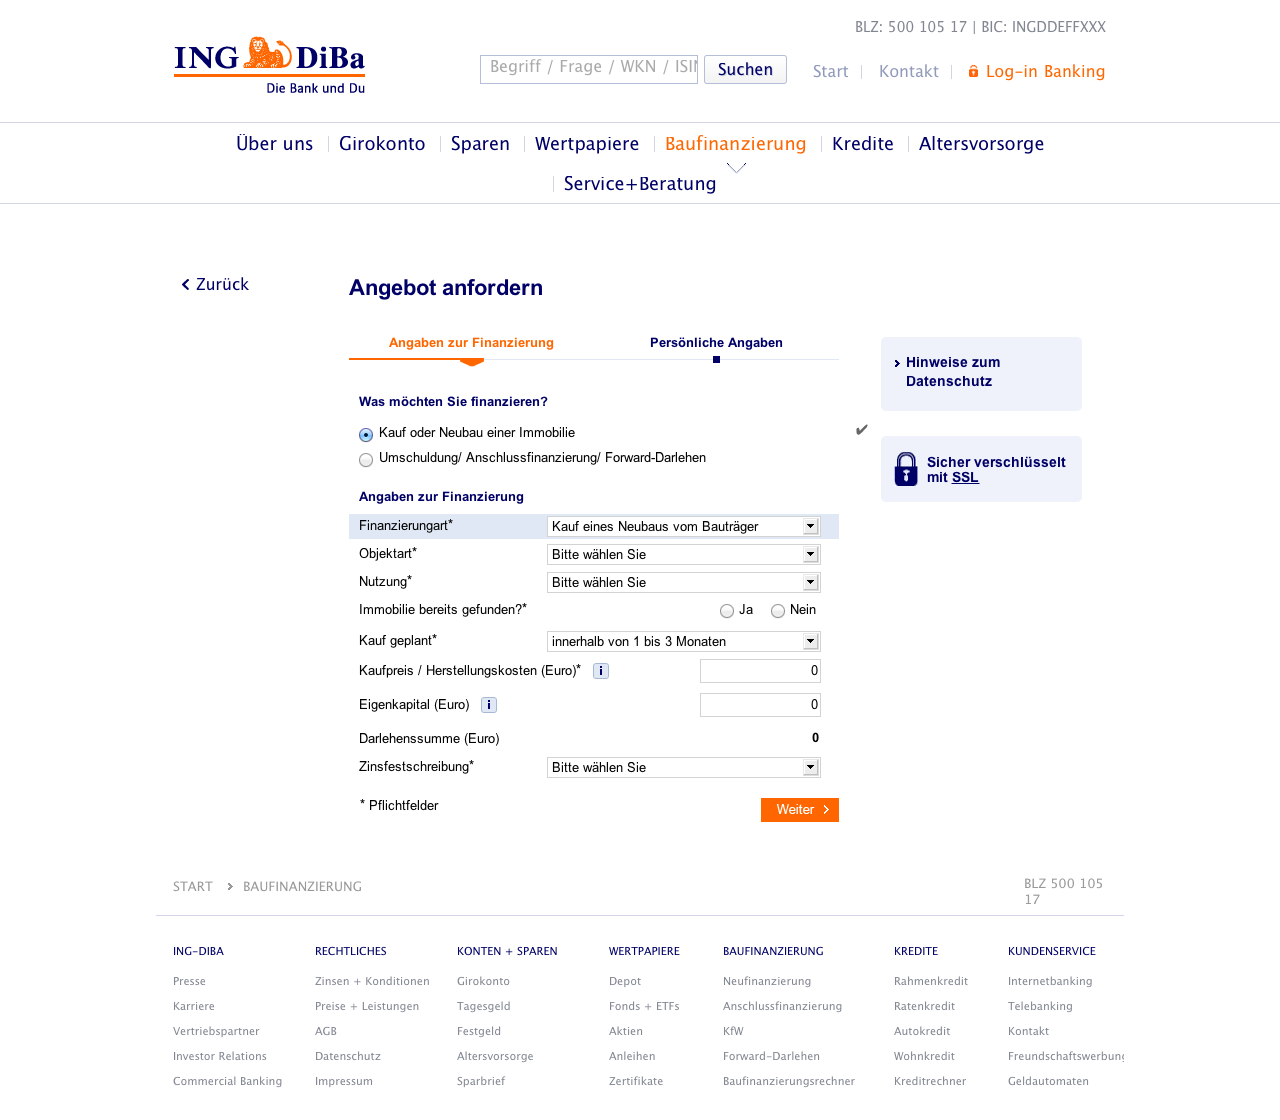 BLZ: 500 105 17 | BIC: INGDDEFFXXX
ING DiBa
Die Bank und Du
Begriff / Frage / WKN / ISIN
Suchen
Start
Kontakt
Log-in Banking
Über uns
Girokonto
Sparen
Wertpapiere
Baufinanzierung
Kredite
Altersvorsorge
Service+Beratung
Zurück
Angebot anfordern
Angaben zur Finanzierung
Persönliche Angaben
Was möchten Sie finanzieren?
Kauf oder Neubau einer Immobilie
Umschuldung/ Anschlussfinanzierung/ Forward-Darlehen
Angaben zur Finanzierung
Finanzierungart* Kauf eines Neubaus vom Bauträger
Objektart* Bitte wählen Sie
Nutzung* Bitte wählen Sie
Immobilie bereits gefunden?* Ja Nein
Kauf geplant* innerhalb von 1 bis 3 Monaten
Kaufpreis / Herstellungskosten (Euro)* i 0
Eigenkapital (Euro) i 0
Darlehenssumme (Euro) 0
Zinsfestschreibung* Bitte wählen Sie
* Pflichtfelder
Weiter
Hinweise zum
Datenschutz
Sicher verschlüsselt
mit SSL
START
BAUFINANZIERUNG
BLZ 500 105
17
ING-DIBA
Presse
Karriere
Vertriebspartner
Investor Relations
Commercial Banking
RECHTLICHES
Zinsen + Konditionen
Preise + Leistungen
AGB
Datenschutz
Impressum
KONTEN + SPAREN
Girokonto
Tagesgeld
Festgeld
Altersvorsorge
Sparbrief
WERTPAPIERE
Depot
Fonds + ETFs
Aktien
Anleihen
Zertifikate
BAUFINANZIERUNG
Neufinanzierung
Anschlussfinanzierung
KfW
Forward-Darlehen
Baufinanzierungsrechner
KREDITE
Rahmenkredit
Ratenkredit
Autokredit
Wohnkredit
Kreditrechner
KUNDENSERVICE
Internetbanking
Telebanking
Kontakt
Freundschaftswerbung
Geldautomaten